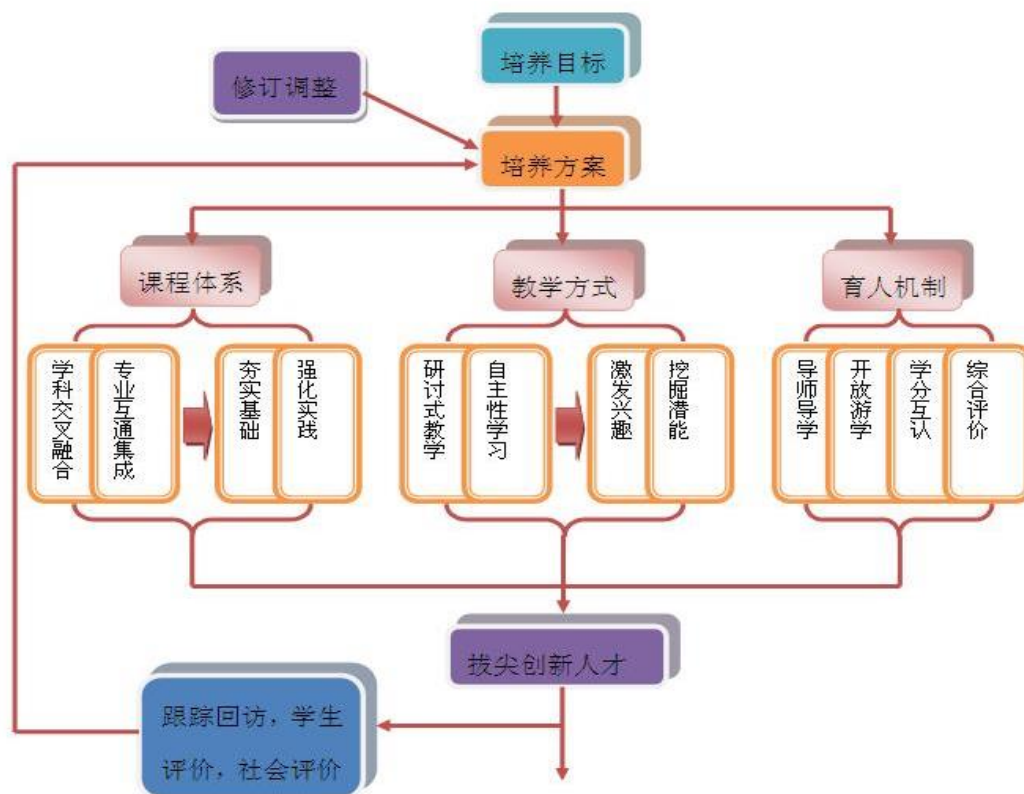 培养目标
修订调整
培养方案
课程体系
教学方式
育人机制
学科交叉融合
专业互通集成
夯实基础
强化实践
研讨式教学
自主性学习
激发兴趣
挖掘潜能
导师导学
开放游学
学分互认
综合评价
拔尖创新人才
跟踪回访，学生
评价，社会评价